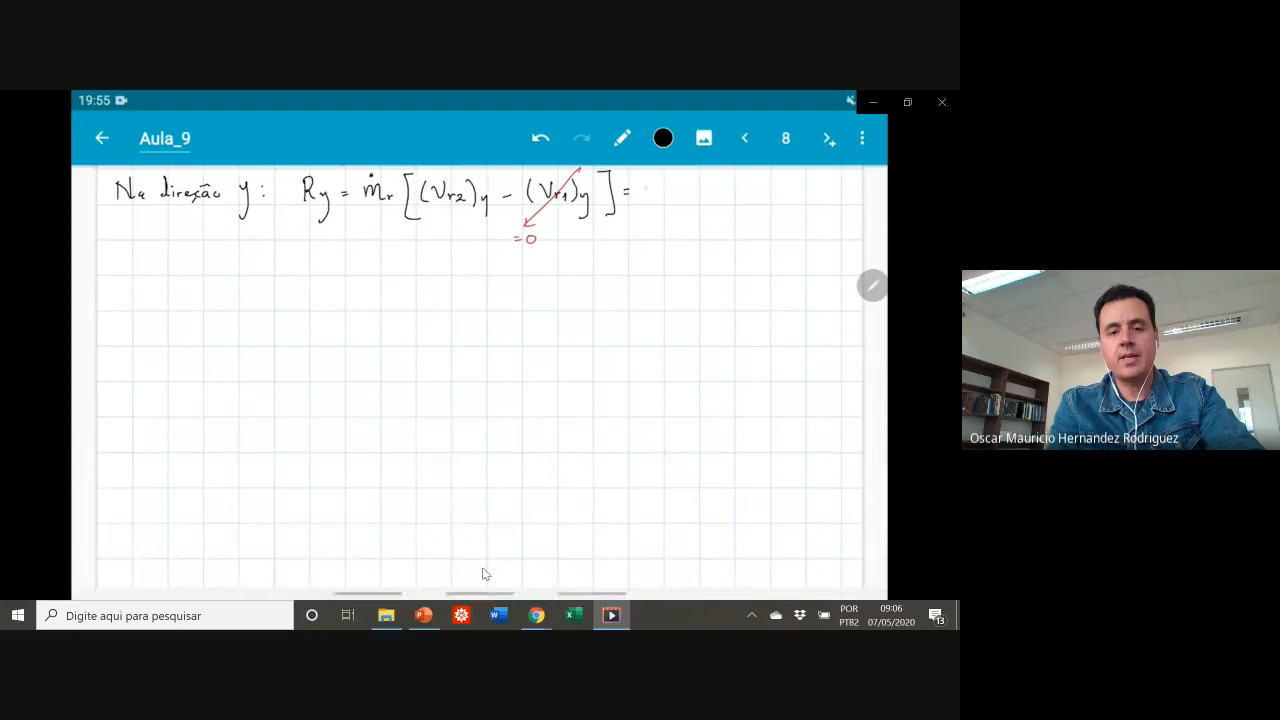 19:55
Aula_9
8
Na direção y: Ry = ṁr [(Vr2)y - (Vr1)y] =
=0
Oscar Mauricio Hernandez Rodriguez
Digite aqui para pesquisar
POR
PTB2
09:06
07/05/2020
13